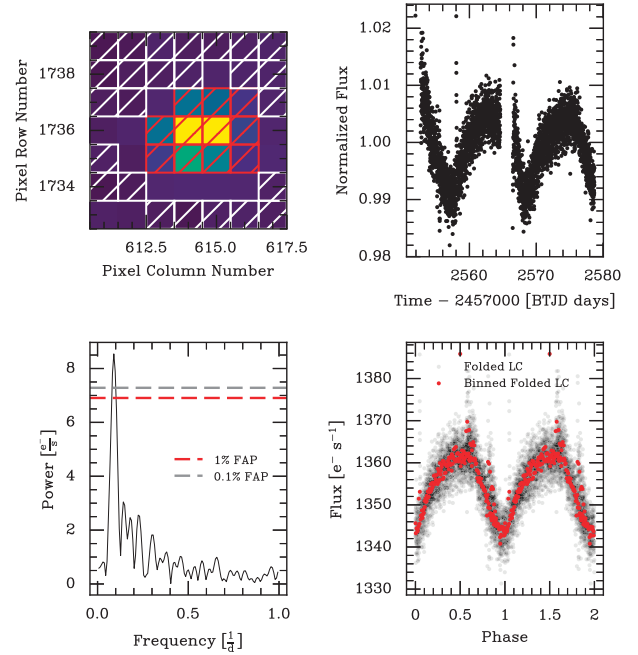 1738
1736
1734
Pixel Row Number
612.5 615.0 617.5
Pixel Column Number
1.02
1.01
1.00
0.99
0.98
Normalized Flux
2560 2570 2580
Time − 2457000 [BTJD days]
8
6
4
2
0
Power [e⁻/s]
1% FAP
0.1% FAP
0.0 0.5 1.0
Frequency [1/d]
1380
1370
1360
1350
1340
1330
Flux [e⁻ s⁻¹]
Folded LC
Binned Folded LC
0 0.5 1 1.5 2
Phase